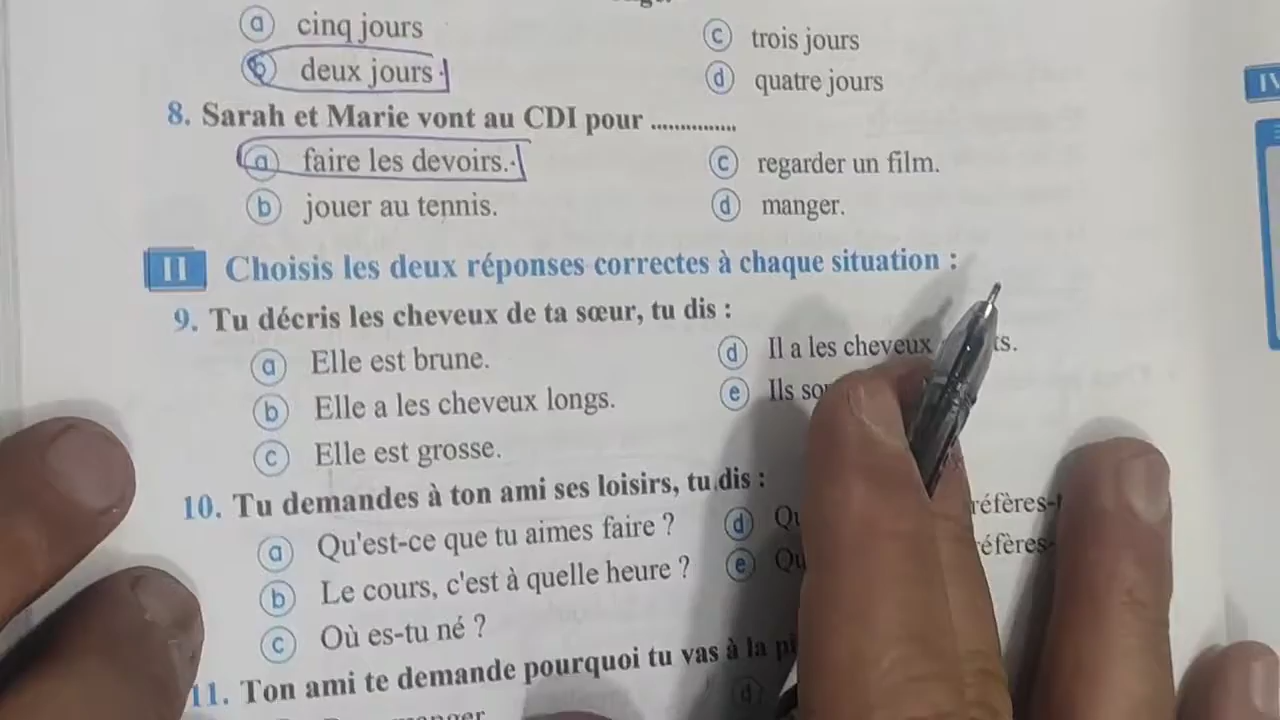 a cinq jours
c trois jours
b deux jours
d quatre jours
8. Sarah et Marie vont au CDI pour ...............
a faire les devoirs.
c regarder un film.
b jouer au tennis.
d manger.
II Choisis les deux réponses correctes à chaque situation :
9. Tu décris les cheveux de ta sœur, tu dis :
a Elle est brune.
d Il a les cheveux
b Elle a les cheveux longs.
e Ils
c Elle est grosse.
10. Tu demandes à ton ami ses loisirs, tu dis :
a Qu'est-ce que tu aimes faire ?
d
b Le cours, c'est à quelle heure ?
e
c Où es-tu né ?
11. Ton ami te demande pourquoi tu vas à la
d
manger
IV